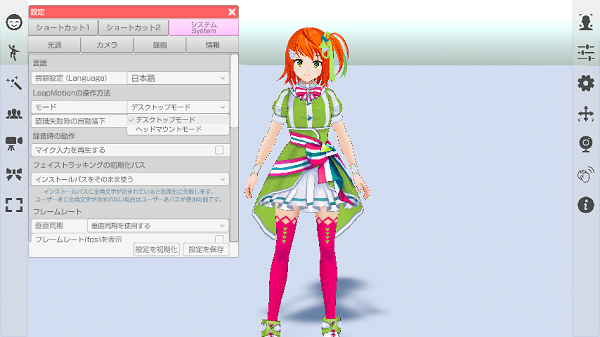 設定
ショートカット1 ショートカット2 システム
System
光源 カメラ 録画 情報
言語
言語設定 (Language) 日本語
LeapMotionの操作方法
モード デスクトップモード
認識失敗時の自動落下 デスクトップモード
ヘッドマウントモード
録音時の動作
マイク入力を再生する
フェイストラッキングの初期化パス
インストールパスをそのまま使う
インストールパスに全角文字が含まれていると初期化に失敗します。
ユーザー名に全角文字が含まれない場合はユーザーパスが使用可能です。
フレームレート
垂直同期 垂直同期を使用する
フレームレート(fps)を表示
設定を初期化 設定を保存